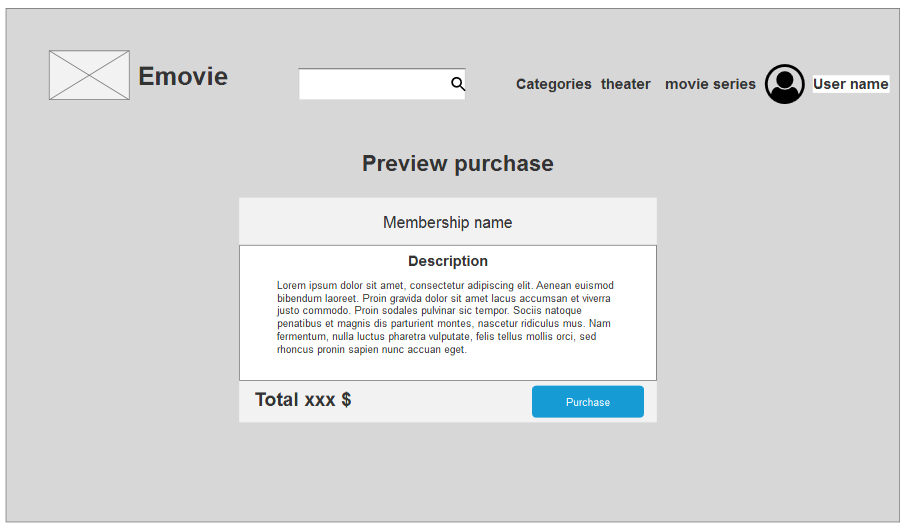 Emovie
Categories theater movie series User name
Preview purchase
Membership name
Description
Lorem ipsum dolor sit amet, consectetur adipiscing elit. Aenean euismod
bibendum laoreet. Proin gravida dolor sit amet lacus accumsan et viverra
justo commodo. Proin sodales pulvinar sic tempor. Sociis natoque
penatibus et magnis dis parturient montes, nascetur ridiculus mus. Nam
fermentum, nulla luctus pharetra vulputate, felis tellus mollis orci, sed
rhoncus pronin sapien nunc accuan eget.
Total xxx $
Purchase